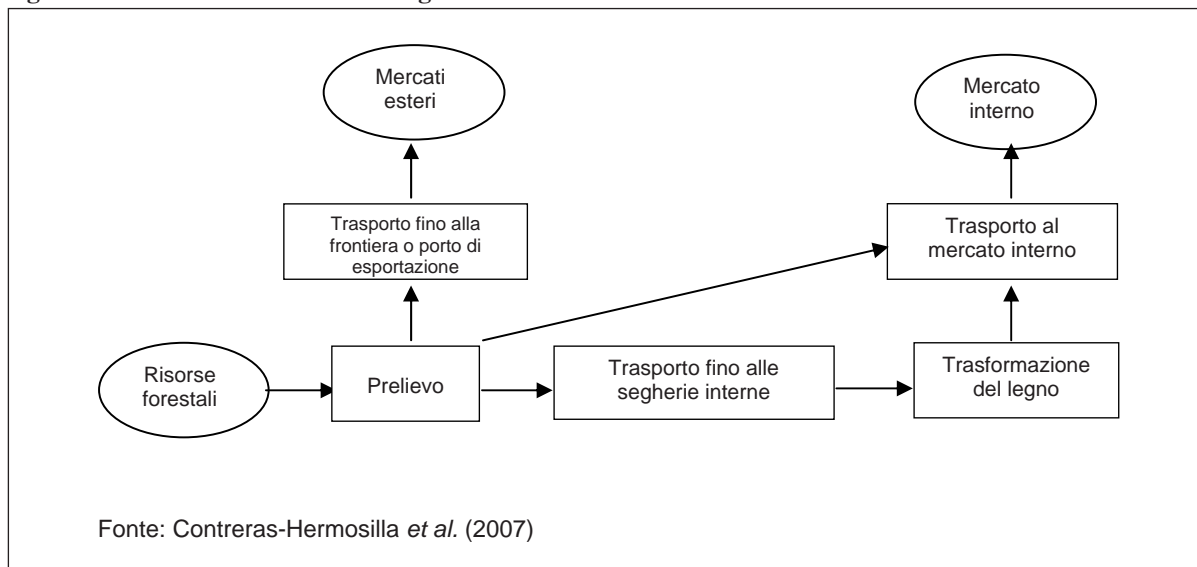 Mercati
esteri
Mercato
interno
Trasporto fino alla
frontiera o porto di
esportazione
Trasporto al
mercato interno
Risorse
forestali
Prelievo
Trasporto fino alle
segherie interne
Trasformazione
del legno
Fonte: Contreras-Hermosilla et al. (2007)